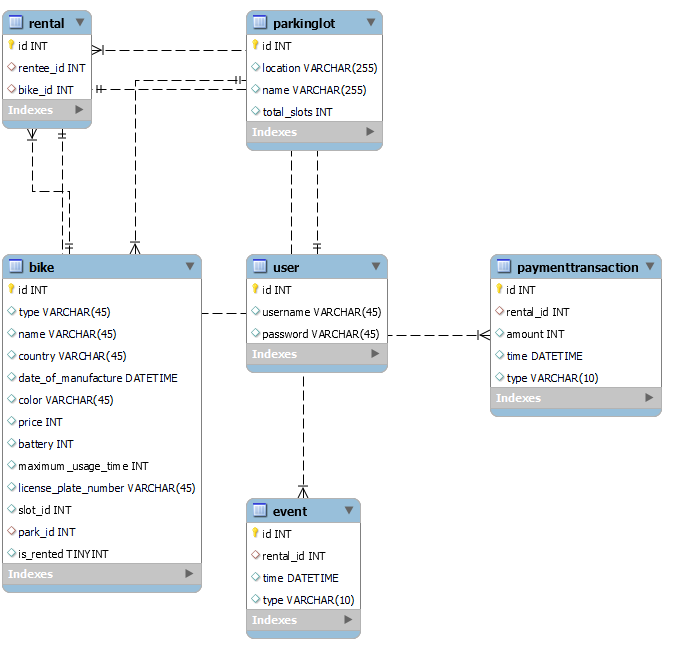 rental
id INT
rentee_id INT
bike_id INT
Indexes
parkinglot
id INT
location VARCHAR(255)
name VARCHAR(255)
total_slots INT
Indexes
bike
id INT
type VARCHAR(45)
name VARCHAR(45)
country VARCHAR(45)
date_of_manufacture DATETIME
color VARCHAR(45)
price INT
battery INT
maximum_usage_time INT
license_plate_number VARCHAR(45)
slot_id INT
park_id INT
is_rented TINYINT
Indexes
user
id INT
username VARCHAR(45)
password VARCHAR(45)
Indexes
paymenttransaction
id INT
rental_id INT
amount INT
time DATETIME
type VARCHAR(10)
Indexes
event
id INT
rental_id INT
time DATETIME
type VARCHAR(10)
Indexes